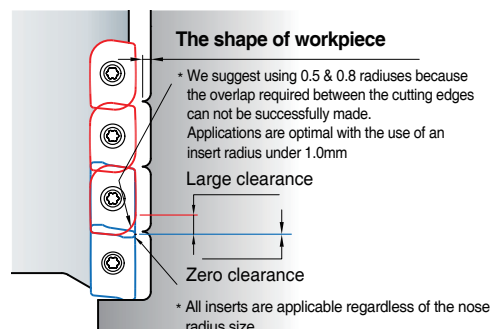 The shape of workpiece
* We suggest using 0.5 & 0.8 radiuses because
the overlap required between the cutting edges
can not be successfully made.
Applications are optimal with the use of an
insert radius under 1.0mm
Large clearance
Zero clearance
* All inserts are applicable regardless of the nose
radius size